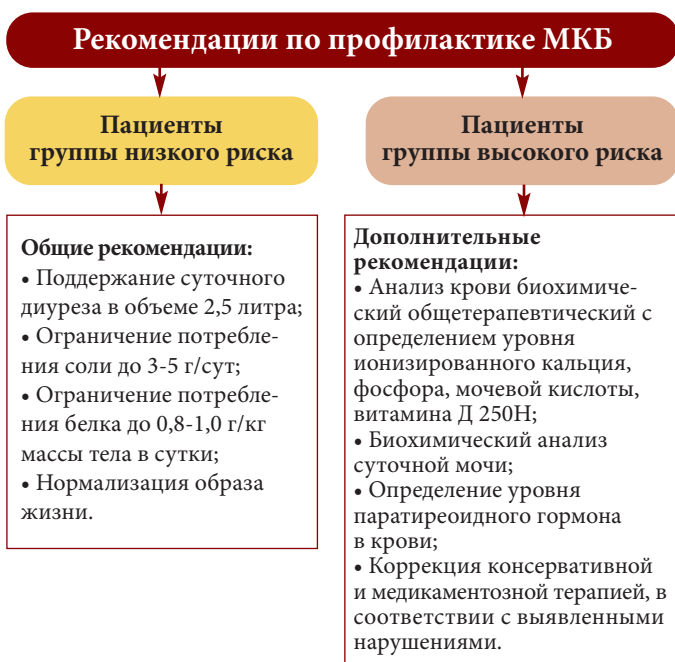 Рекомендации по профилактике МКБ
Пациенты
группы низкого риска
Общие рекомендации:
• Поддержание суточного
диуреза в объеме 2,5 литра;
• Ограничение потребле-
ния соли до 3-5 г/сут;
• Ограничение потребле-
ния белка до 0,8-1,0 г/кг
массы тела в сутки;
• Нормализация образа
жизни.
Пациенты
группы высокого риска
Дополнительные
рекомендации:
• Анализ крови биохимиче-
ский общетерапевтический с
определением уровня
ионизированного кальция,
фосфора, мочевой кислоты,
витамина Д 250Н;
• Биохимический анализ
суточной мочи;
• Определение уровня
паратиреоидного гормона
в крови;
• Коррекция консервативной
и медикаментозной терапией, в
соответствии с выявленными
нарушениями.